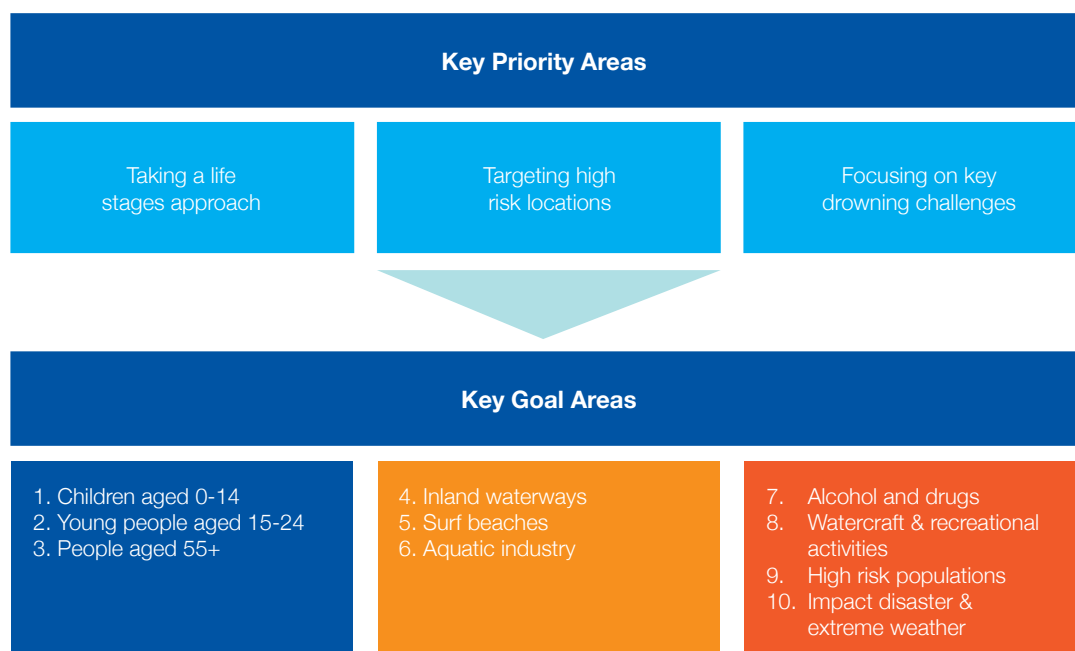 Key Priority Areas
Taking a life
stages approach
Targeting high
risk locations
Focusing on key
drowning challenges
Key Goal Areas
1. Children aged 0-14
2. Young people aged 15-24
3. People aged 55+
4. Inland waterways
5. Surf beaches
6. Aquatic industry
7. Alcohol and drugs
8. Watercraft & recreational
activities
9. High risk populations
10. Impact disaster &
extreme weather